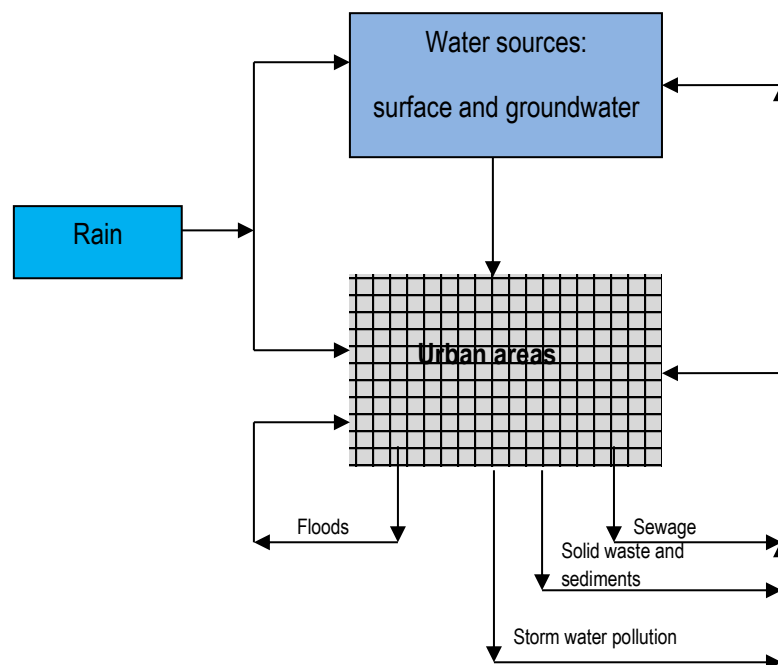 Water sources:
surface and groundwater
Rain
Urban areas
Floods
Sewage
Solid waste and
sediments
Storm water pollution